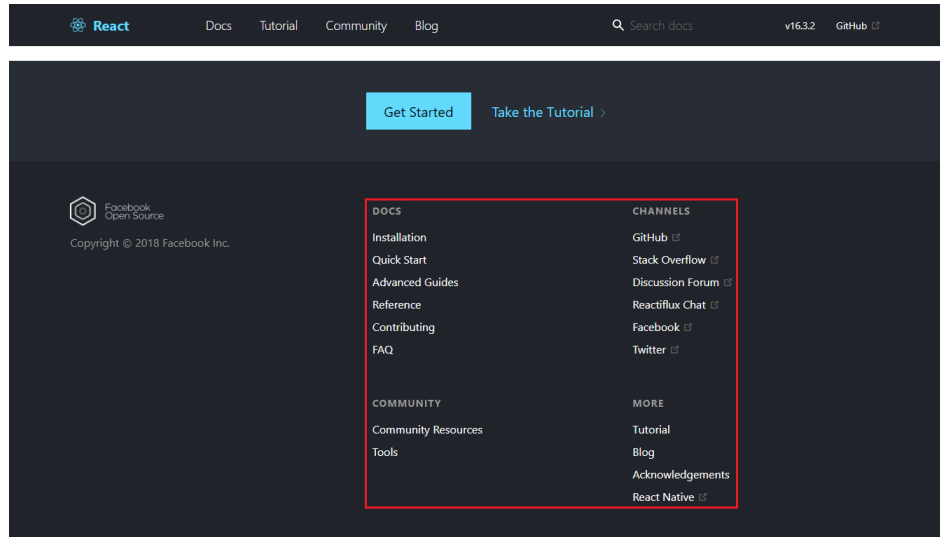 React Docs Tutorial Community Blog Search docs v16.3.2 GitHub
Get Started Take the Tutorial
Facebook
Open Source
Copyright © 2018 Facebook Inc.
DOCS
Installation
Quick Start
Advanced Guides
Reference
Contributing
FAQ
CHANNELS
GitHub
Stack Overflow
Discussion Forum
Reactiflux Chat
Facebook
Twitter
COMMUNITY
Community Resources
Tools
MORE
Tutorial
Blog
Acknowledgements
React Native